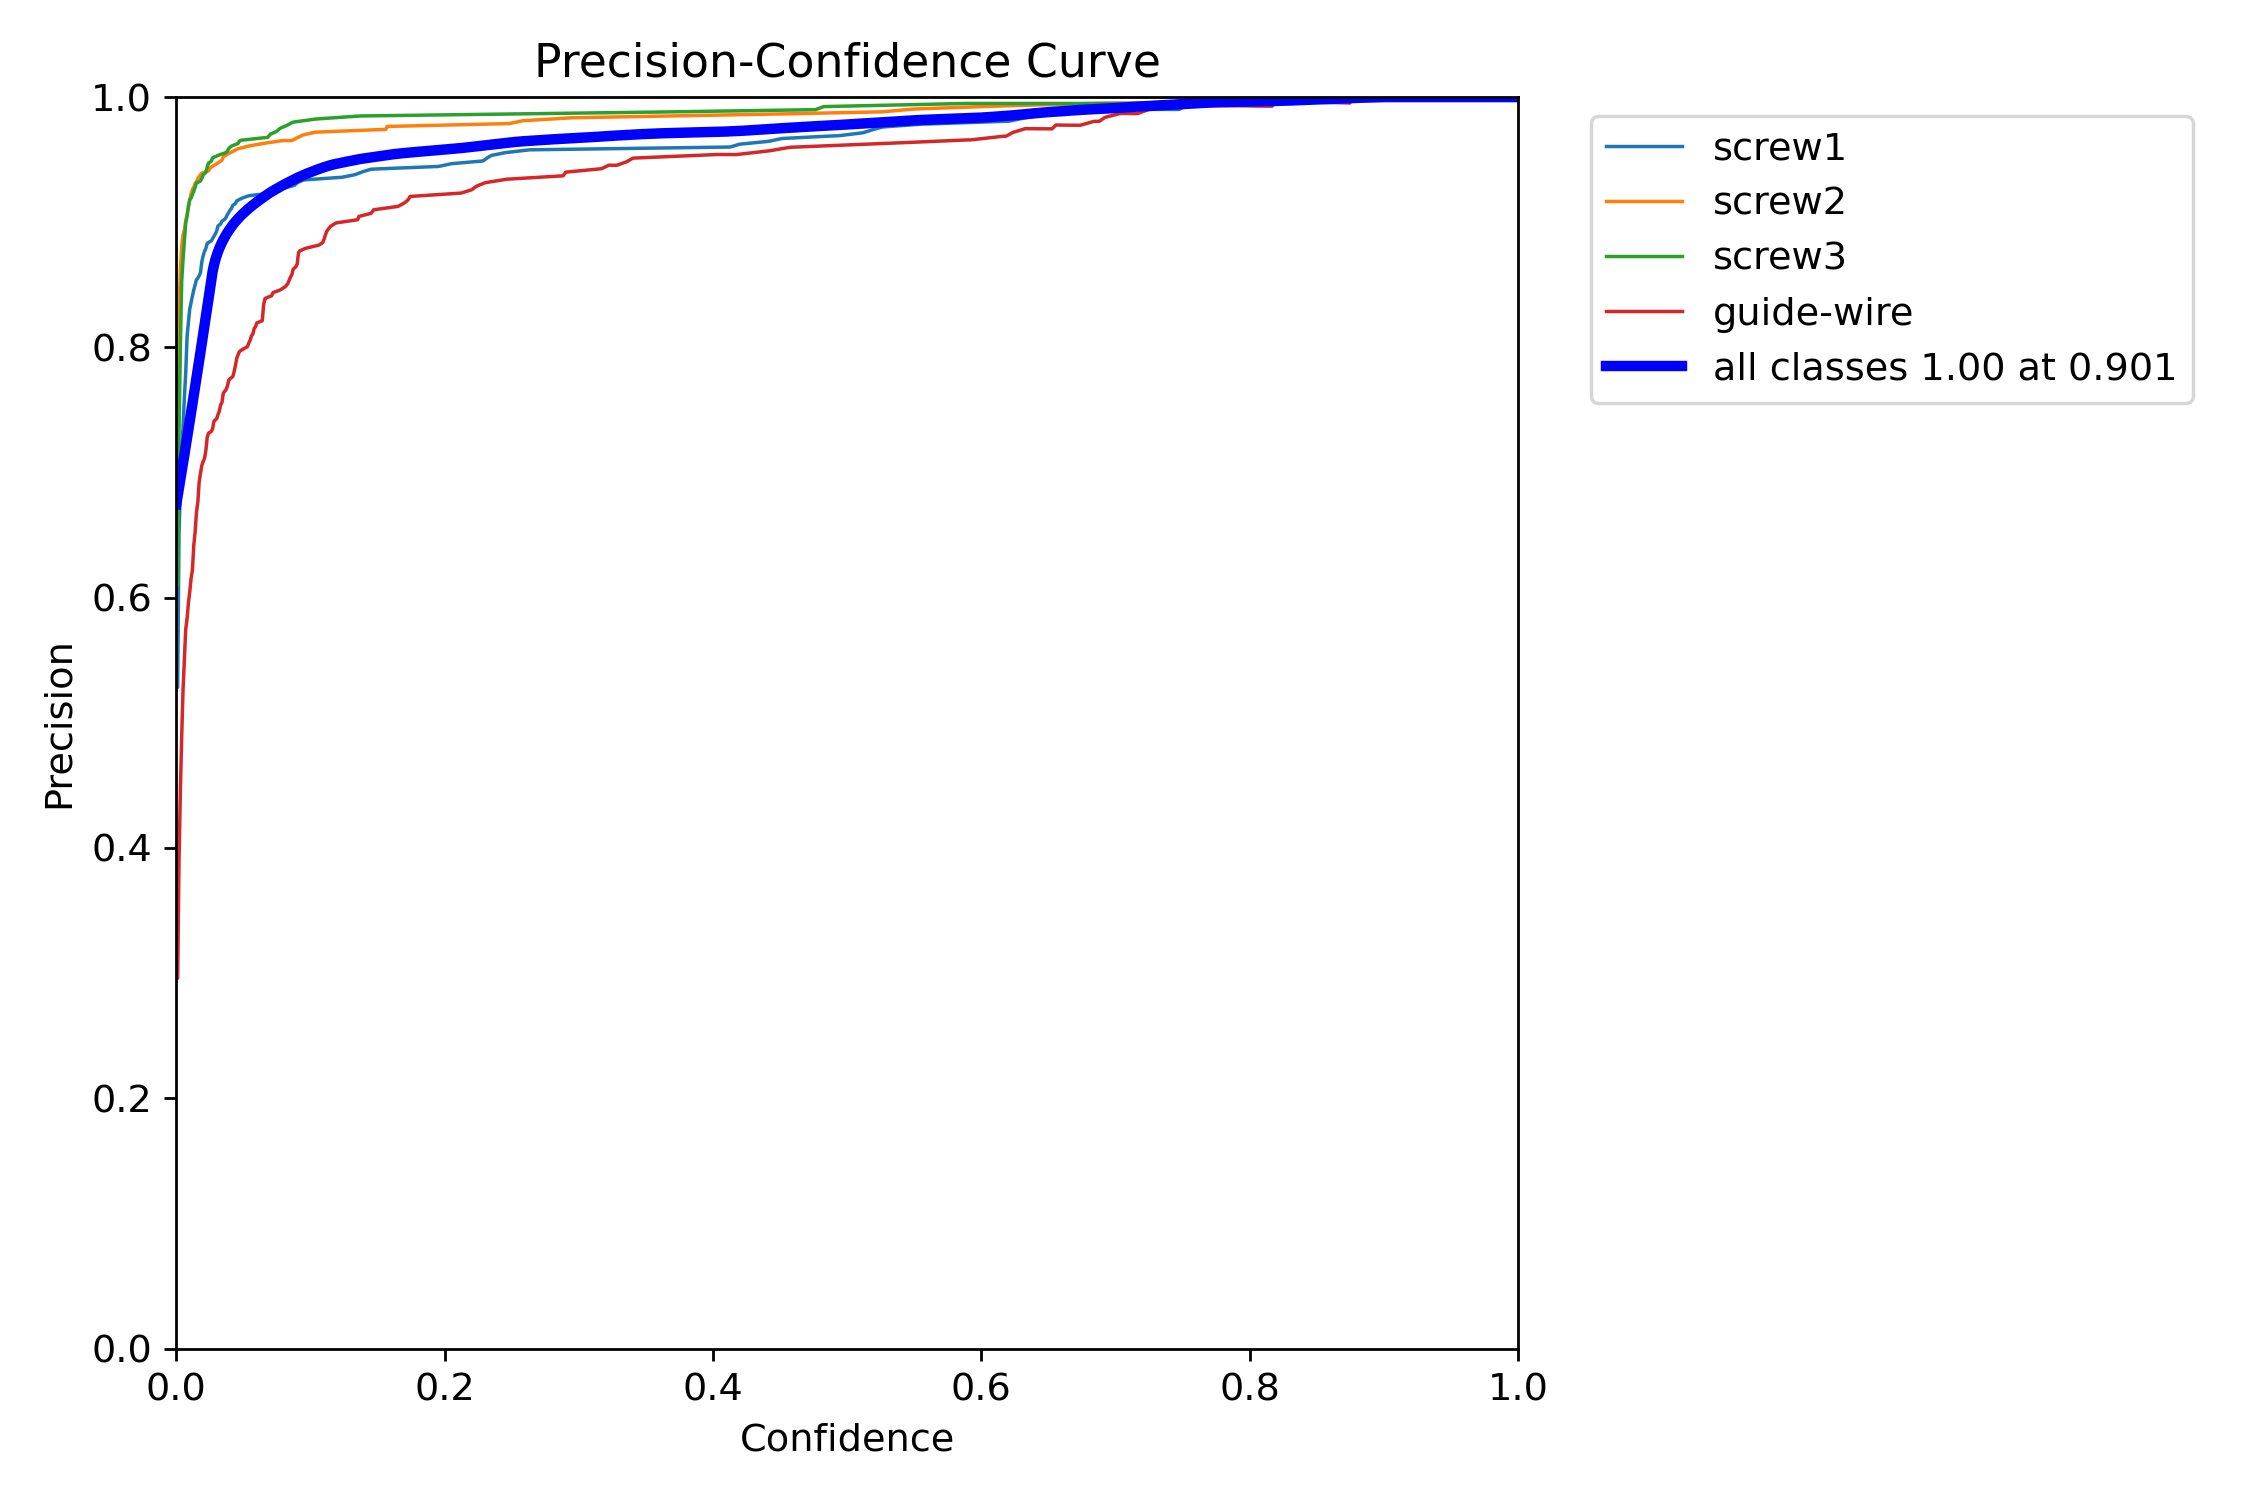 Precision-Confidence Curve
1.0
0.8
0.6
0.4
0.2
0.0
Precision
0.0 0.2 0.4 0.6 0.8 1.0
Confidence
screw1
screw2
screw3
guide-wire
all classes 1.00 at 0.901